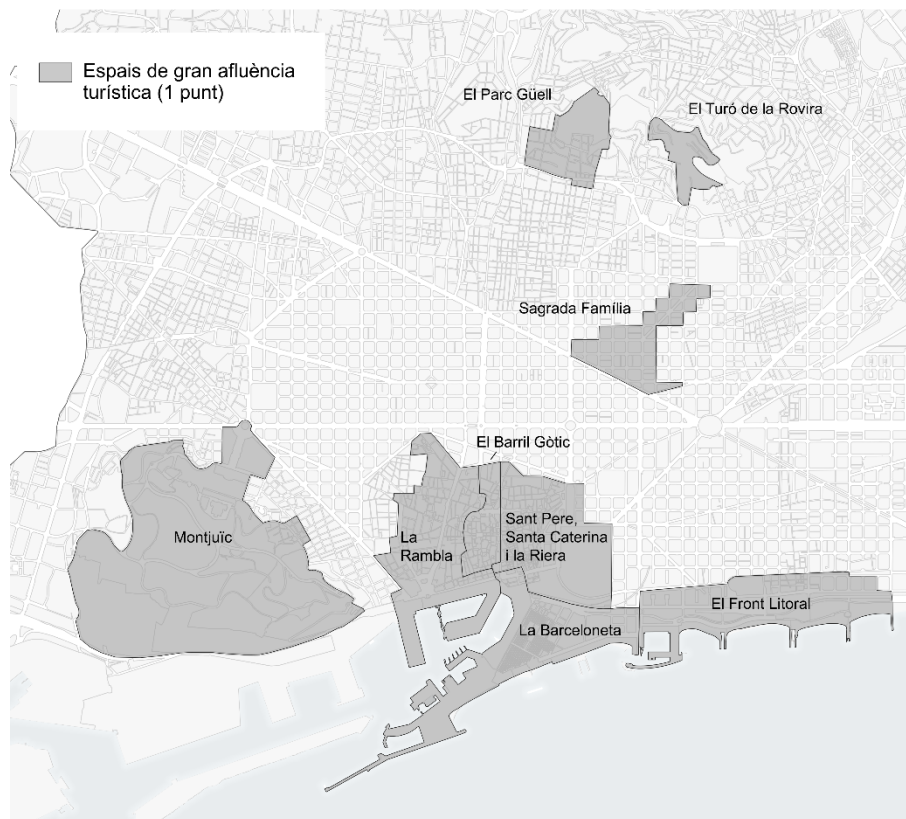 Espais de gran afluència
turística (1 punt)
El Parc Güell
El Turó de la Rovira
Sagrada Família
El Barril Gòtic
Montjuïc
La
Rambla
Sant Pere,
Santa Caterina
i la Riera
El Front Litoral
La Barceloneta